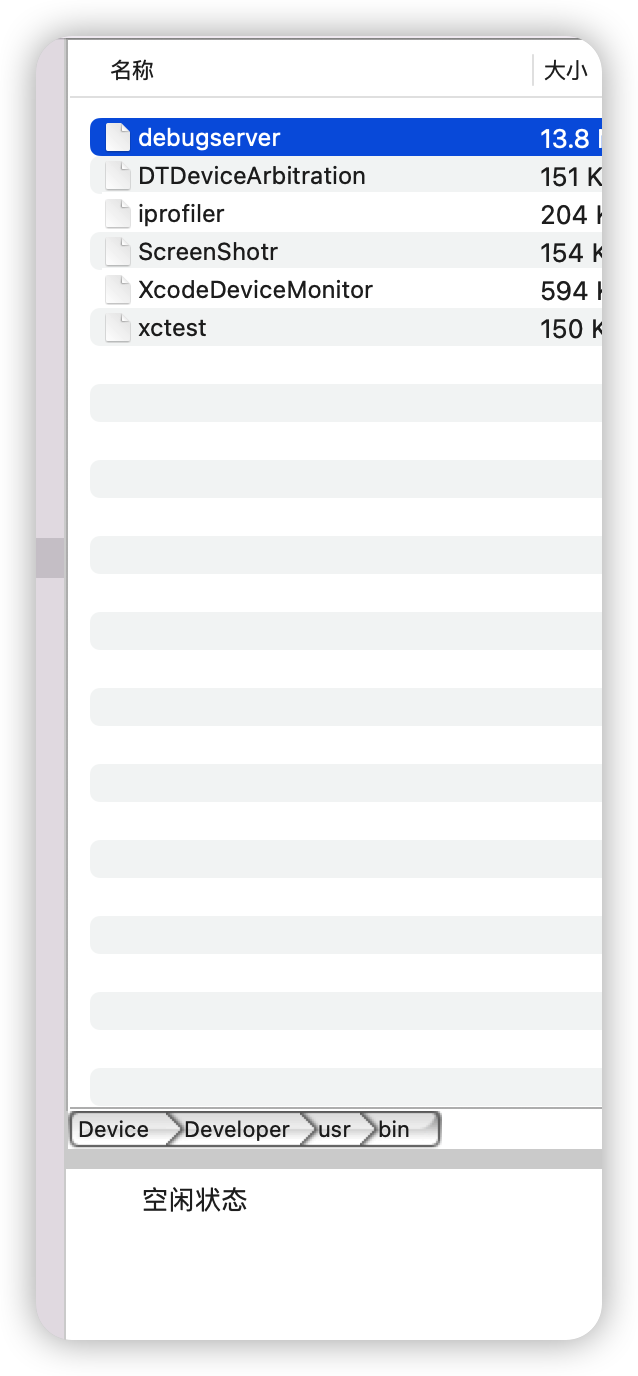 名称 大小
debugserver 13.8
DTDeviceArbitration 151 K
iprofiler 204 K
ScreenShotr 154 K
XcodeDeviceMonitor 594 K
xctest 150 K
Device Developer usr bin
空闲状态